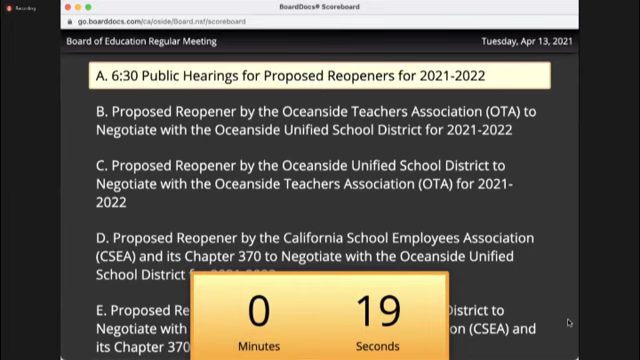 Recording
BoardDocs® Scoreboard
go.boarddocs.com/ca/oside/Board.nsf/scoreboard
Board of Education Regular Meeting
Tuesday, Apr 13, 2021
A. 6:30 Public Hearings for Proposed Reopeners for 2021-2022
B. Proposed Reopener by the Oceanside Teachers Association (OTA) to
Negotiate with the Oceanside Unified School District for 2021-2022
C. Proposed Reopener by the Oceanside Unified School District to
Negotiate with the Oceanside Teachers Association (OTA) for 2021-
2022
D. Proposed Reopener by the California School Employees Association
(CSEA) and its Chapter 370 to Negotiate with the Oceanside Unified
School District for 2021-2022
E. Proposed Re
District to
Negotiate with
on (CSEA) and
its Chapter 370
0
19
Minutes
Seconds